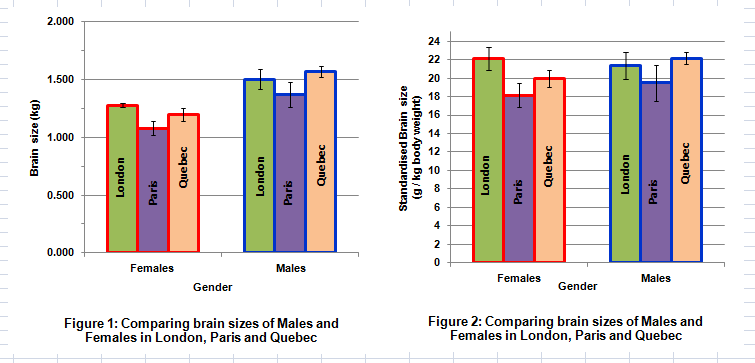 2.000
1.500
1.000
0.500
0.000
Brain size (kg)
London
Paris
Quebec
London
Paris
Quebec
Females
Males
Gender
Figure 1: Comparing brain sizes of Males and
Females in London, Paris and Quebec
24
22
20
18
16
14
12
10
8
6
4
2
0
Standardised Brain size
(g / kg body weight)
London
Paris
Quebec
London
Paris
Quebec
Females
Males
Gender
Figure 2: Comparing brain sizes of Males and
Females in London, Paris and Quebec